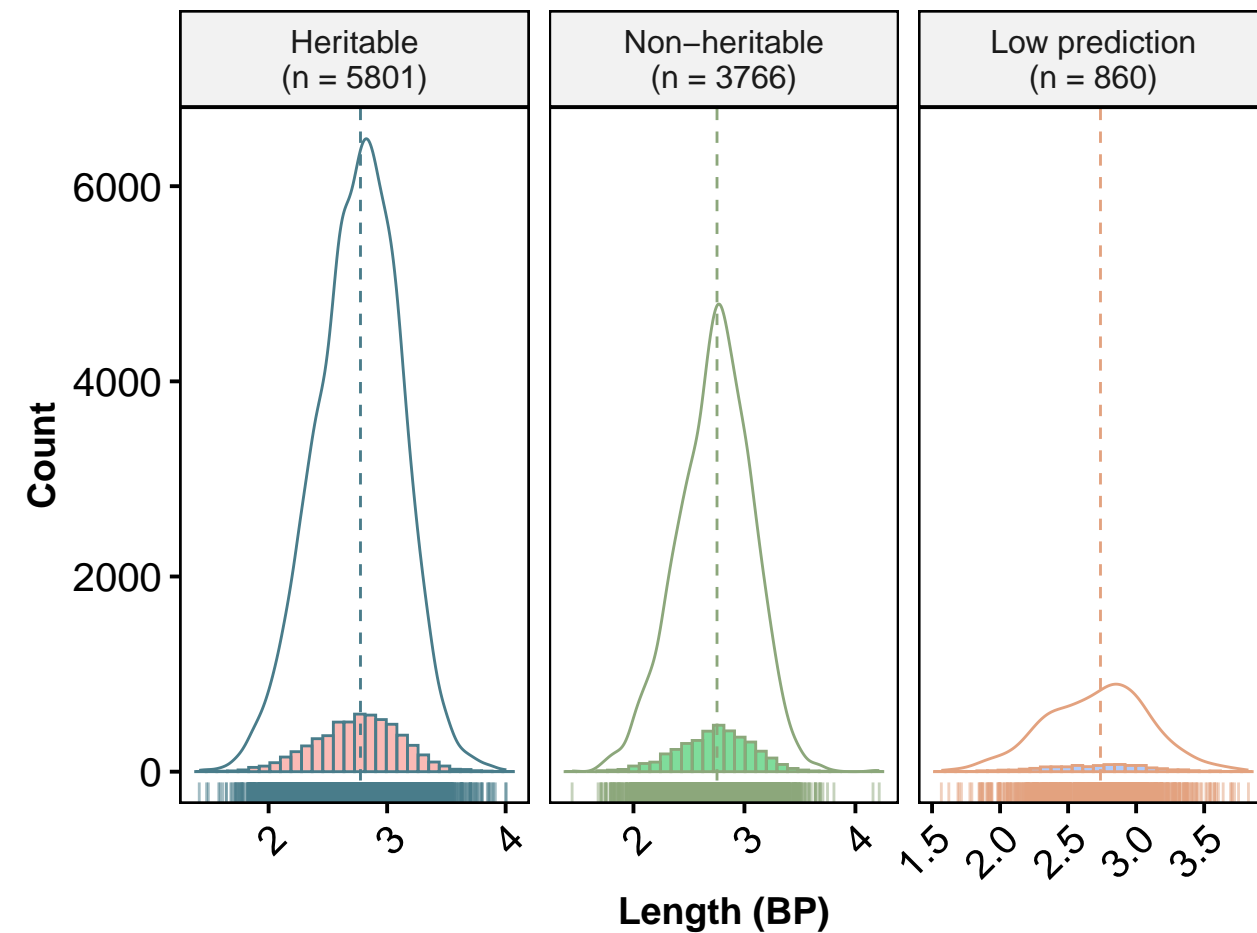 Heritable
(n = 5801)
Non−heritable
(n = 3766)
Low prediction
(n = 860)
Count
6000
4000
2000
0
2
3
4
2
3
4
1.5
2.0
2.5
3.0
3.5
Length (BP)